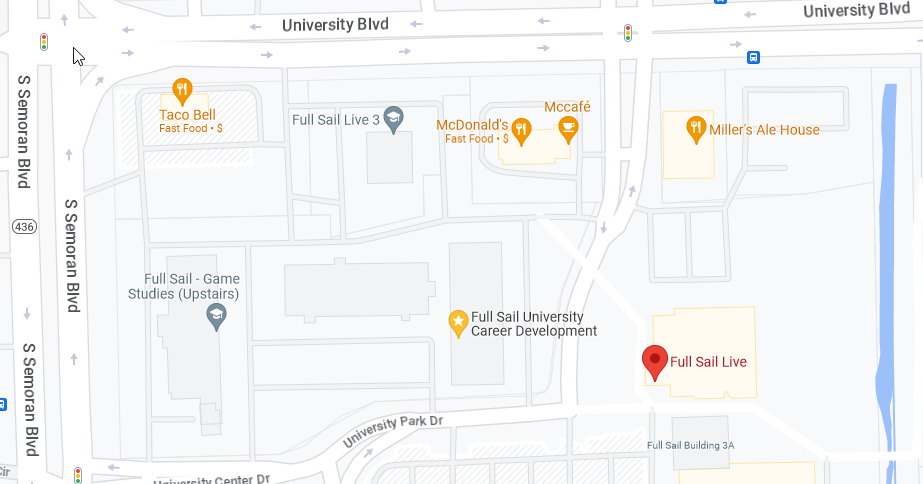 University Blvd
University Blvd
S Semoran Blvd
Taco Bell
Fast Food • $
Full Sail Live 3
McDonald's
Fast Food • $
Mccafé
Miller's Ale House
436
S Semoran Blvd
Full Sail - Game
Studies (Upstairs)
Full Sail University
Career Development
Full Sail Live
S Semoran Blvd
University Park Dr
Full Sail Building 3A
Cir
University Center Dr